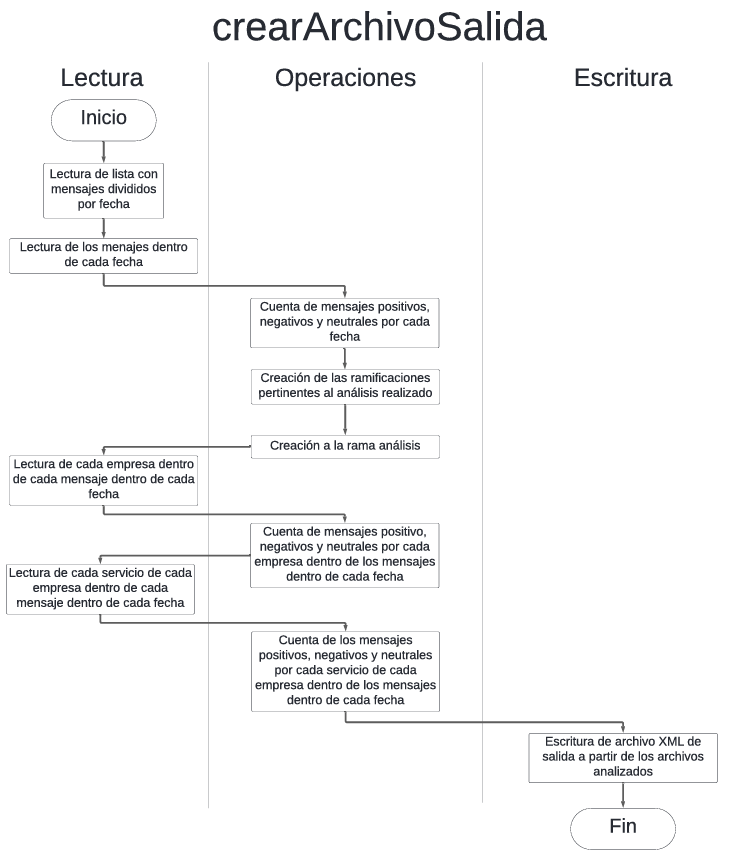 crearArchivoSalida
Lectura
Operaciones
Escritura
Inicio
Lectura de lista con
mensajes divididos
por fecha
Lectura de los menajes dentro
de cada fecha
Cuenta de mensajes positivos,
negativos y neutrales por cada
fecha
Creación de las ramificaciones
pertinentes al análisis realizado
Creación a la rama análisis
Lectura de cada empresa dentro
de cada mensaje dentro de cada
fecha
Cuenta de mensajes positivo,
negativos y neutrales por cada
empresa dentro de los mensajes
dentro de cada fecha
Lectura de cada servicio de cada
empresa dentro de cada
mensaje dentro de cada fecha
Cuenta de los mensajes
positivos, negativos y neutrales
por cada servicio de cada
empresa dentro de los mensajes
dentro de cada fecha
Escritura de archivo XML de
salida a partir de los archivos
analizados
Fin